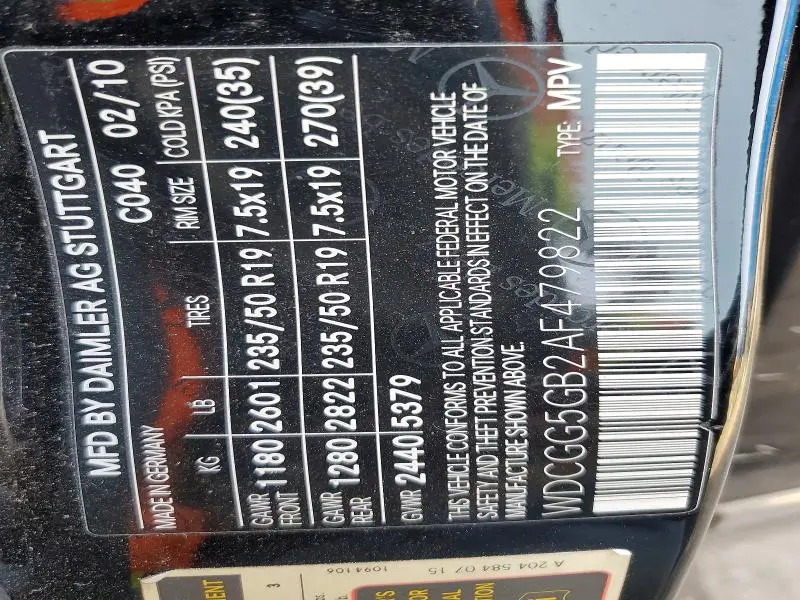 MFD BY DAIMLER AG STUTTGART
MADE IN GERMANY C040 02/10
KG LB TIRES RIM SIZE COLD KPA (PSI)
GAWR FRONT 1180 2601 235/50 R19 7.5x19 240(35)
GAWR REAR 1280 2822 235/50 R19 7.5x19 270(39)
GVWR 2440 5379
THIS VEHICLE CONFORMS TO ALL APPLICABLE FEDERAL MOTOR VEHICLE
SAFETY AND THEFT PREVENTION STANDARDS IN EFFECT ON THE DATE OF
MANUFACTURE SHOWN ABOVE.
WDCGG5GB2AF479822 TYPE: MPV
A 204 584 07 15
1094106
3